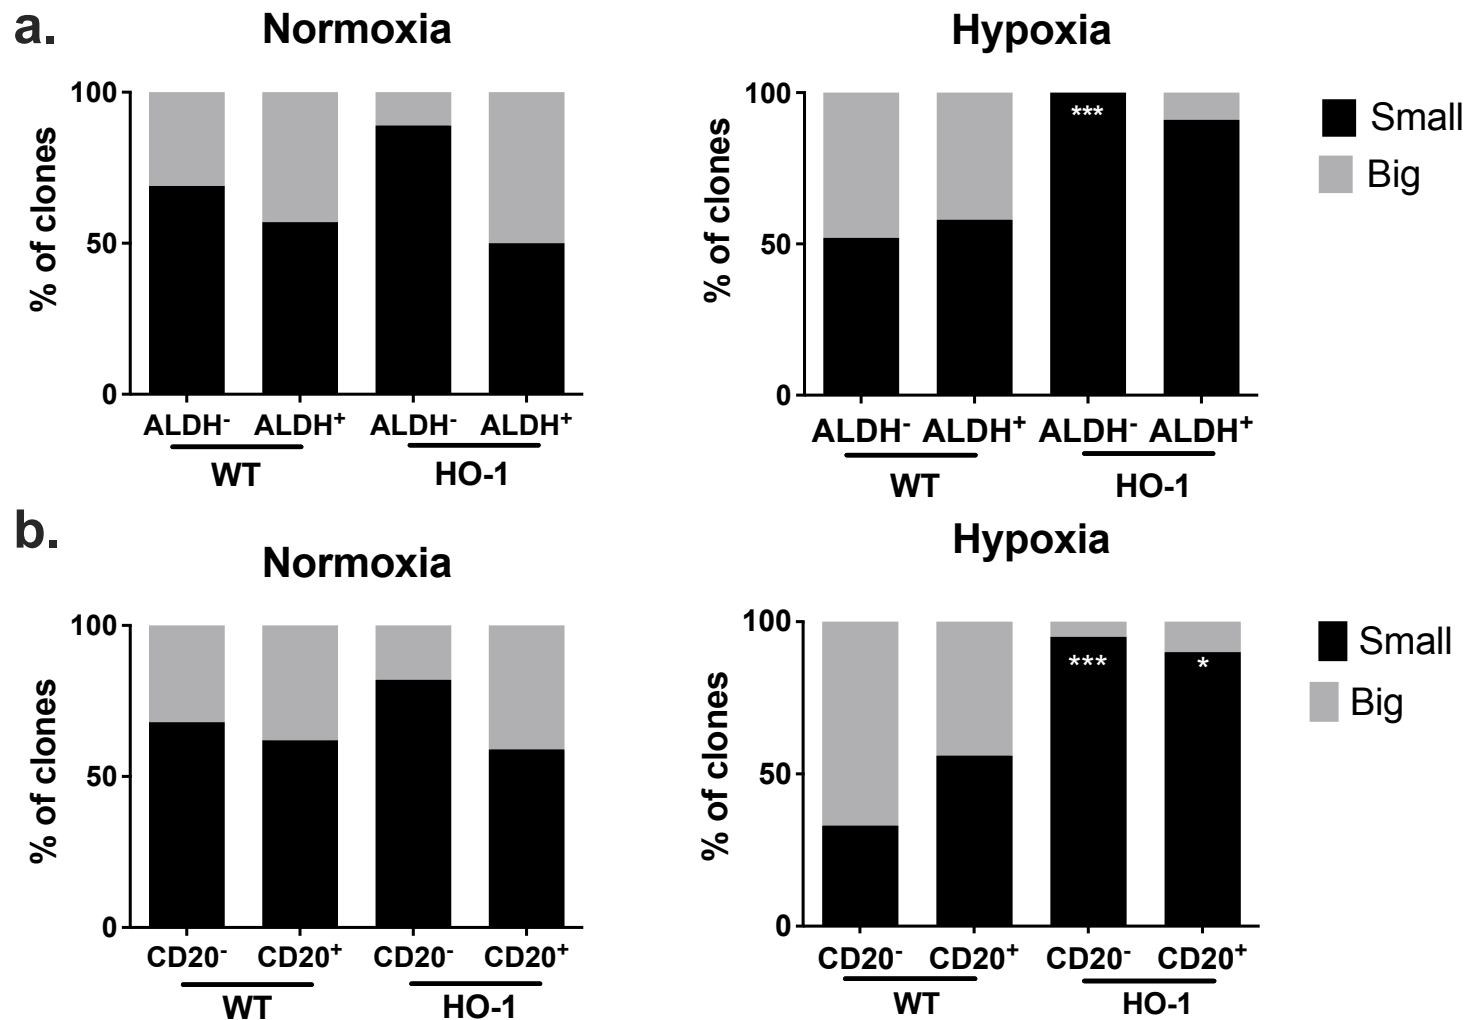 a.
Normoxia
Hypoxia
% of clones
100
50
0
ALDH⁻ ALDH⁺ ALDH⁻ ALDH⁺
WT HO-1
% of clones
100
50
0
***
ALDH⁻ ALDH⁺ ALDH⁻ ALDH⁺
WT HO-1
Small
Big
b.
Normoxia
Hypoxia
% of clones
100
50
0
CD20⁻ CD20⁺ CD20⁻ CD20⁺
WT HO-1
% of clones
100
50
0
*** *
CD20⁻ CD20⁺ CD20⁻ CD20⁺
WT HO-1
Small
Big